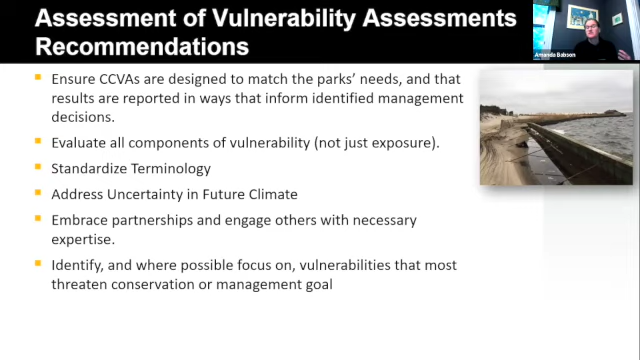 Assessment of Vulnerability Assessments
Recommendations
Amanda Babson
Ensure CCVAs are designed to match the parks' needs, and that
results are reported in ways that inform identified management
decisions.
Evaluate all components of vulnerability (not just exposure).
Standardize Terminology
Address Uncertainty in Future Climate
Embrace partnerships and engage others with necessary
expertise.
Identify, and where possible focus on, vulnerabilities that most
threaten conservation or management goal